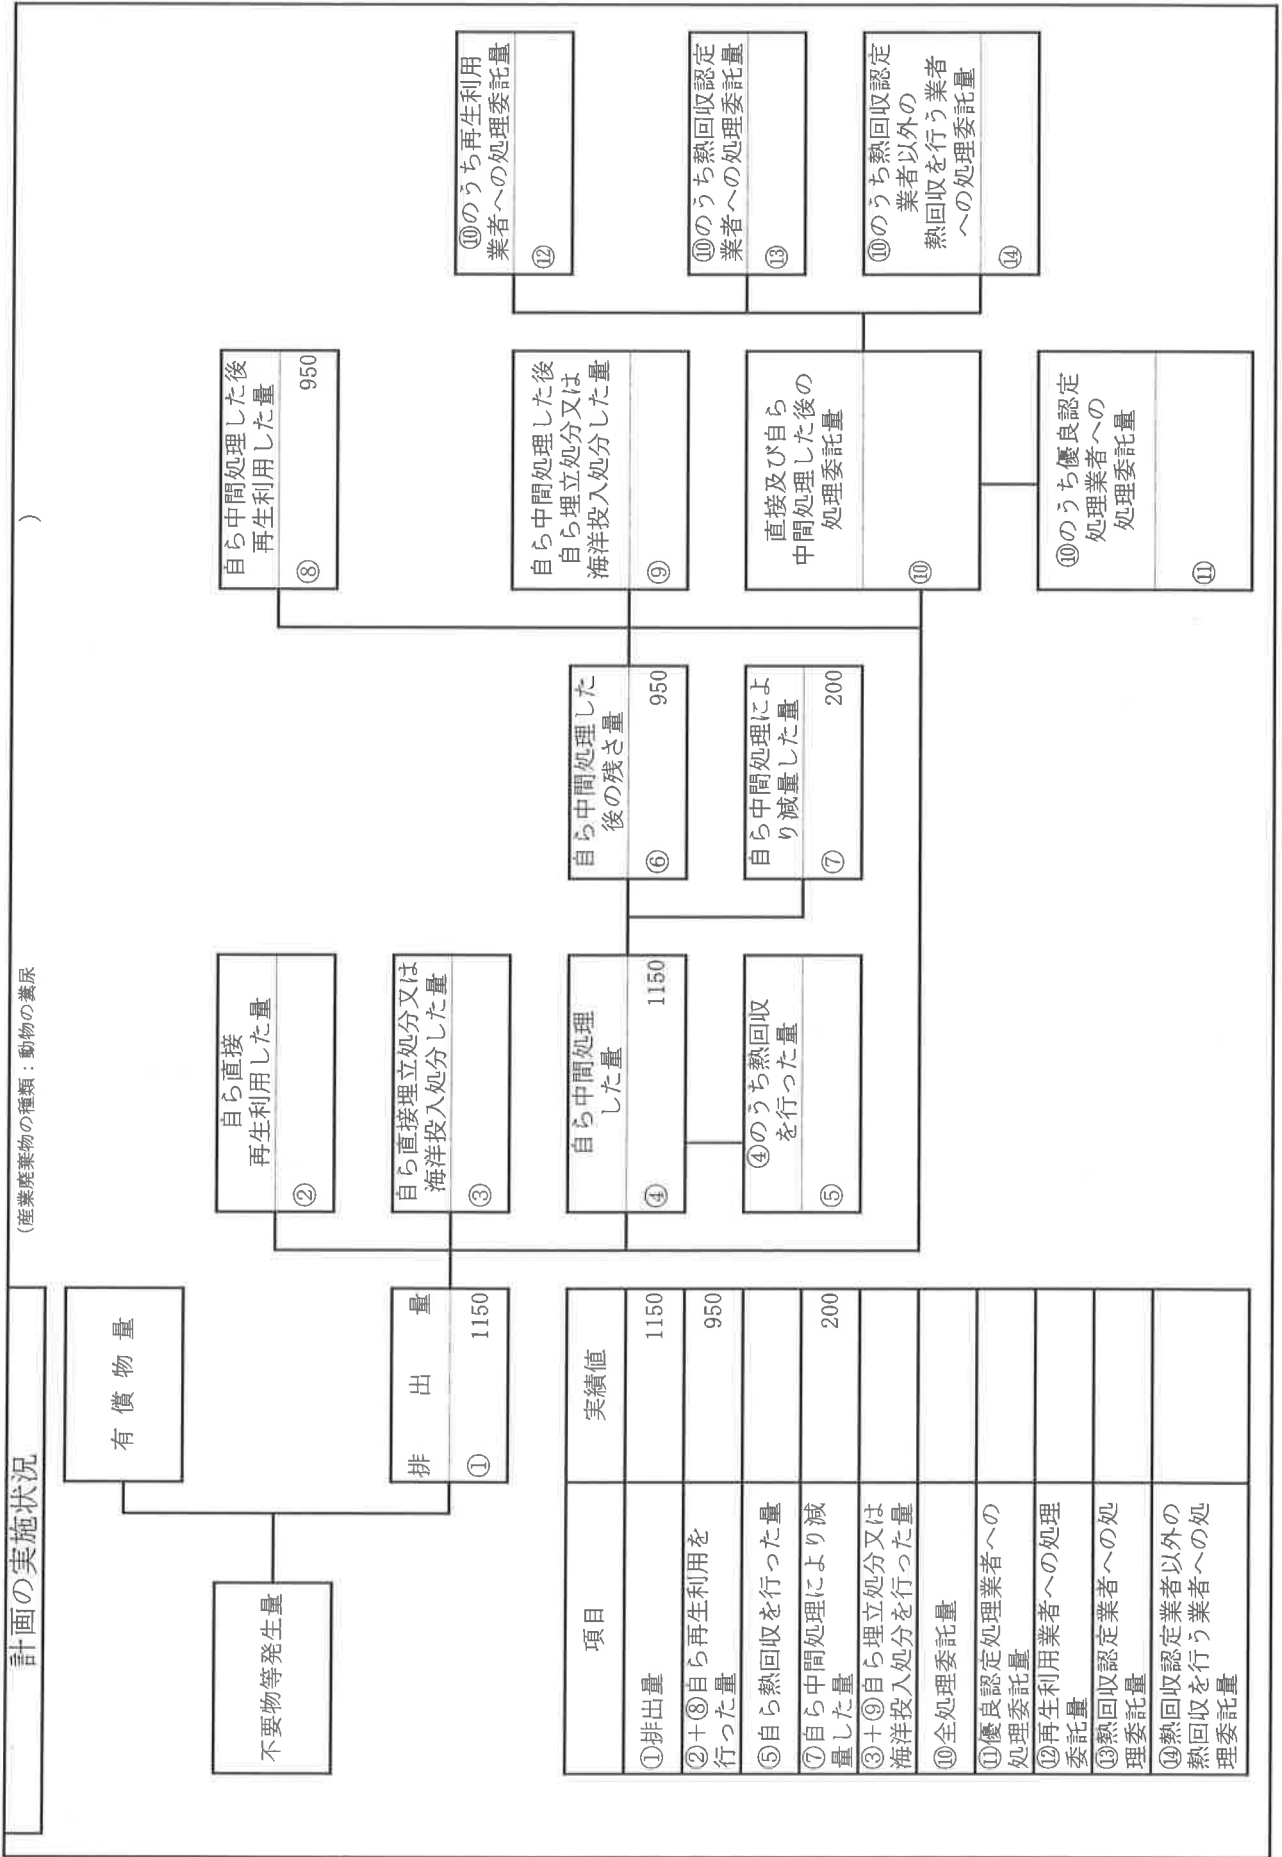 計画の実施状況
(産業廃棄物の種類：動物の糞尿
)
不要物等発生量
有償物量
排出量
① 1150
自ら直接
再生利用した量
②
自ら直接埋立処分又は
海洋投入処分した量
③
自ら中間処理
した量
④ 1150
④のうち熱回収
を行った量
⑤
自ら中間処理した
後の残さ量
⑥ 950
自ら中間処理によ
り減量した量
⑦ 200
自ら中間処理した後
再生利用した量
⑧ 950
自ら中間処理した後
自ら埋立処分又は
海洋投入処分した量
⑨
直接及び自ら
中間処理した後の
処理委託量
⑩
⑩のうち優良認定
処理業者への
処理委託量
⑪
⑩のうち再生利用
業者への処理委託量
⑫
⑩のうち熱回収認定
業者への処理委託量
⑬
⑩のうち熱回収認定
業者以外の
熱回収を行う業者
への処理委託量
⑭
項目 実績値
①排出量 1150
②＋⑧自ら再生利用を
行った量 950
⑤自ら熱回収を行った量
⑦自ら中間処理により減
量した量 200
③＋⑨自ら埋立処分又は
海洋投入処分を行った量
⑩全処理委託量
⑪優良認定処理業者への
処理委託量
⑫再生利用業者への処理
委託量
⑬熱回収認定業者への処
理委託量
⑭熱回収認定業者以外の
熱回収を行う業者への処
理委託量